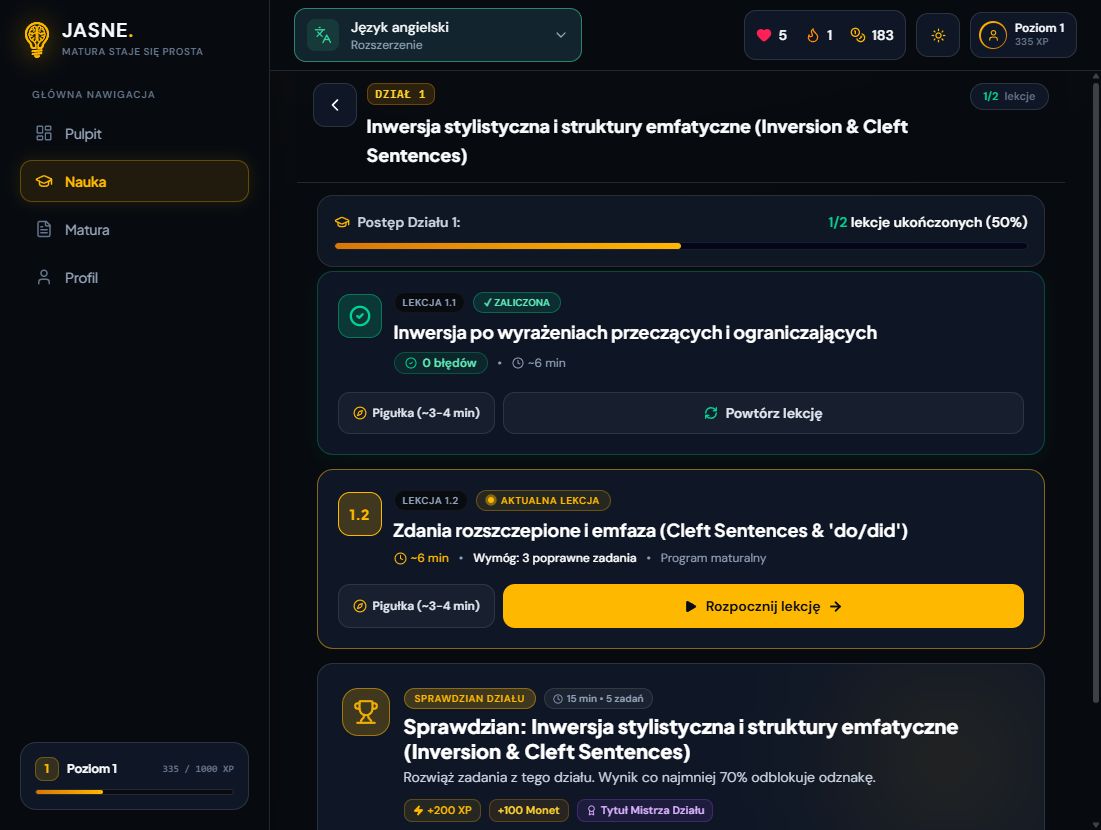 JASNE.
MATURA STAJE SIĘ PROSTA
GŁÓWNA NAWIGACJA
Pulpit
Nauka
Matura
Profil
1
Poziom 1
335 / 1000 XP
Język angielski
Rozszerzenie
5
1
183
Poziom 1
335 XP
DZIAŁ 1
1/2 lekcje
Inwersja stylistyczna i struktury emfatyczne (Inversion & Cleft
Sentences)
Postęp Działu 1:
1/2 lekcje ukończonych (50%)
LEKCJA 1.1
✓ ZALICZONA
Inwersja po wyrażeniach przeczących i ograniczających
0 błędów • ~6 min
Pigułka (~3-4 min)
Powtórz lekcję
1.2
LEKCJA 1.2
AKTUALNA LEKCJA
Zdania rozszczepione i emfaza (Cleft Sentences & 'do/did')
~6 min • Wymóg: 3 poprawne zadania • Program maturalny
Pigułka (~3-4 min)
Rozpocznij lekcję →
SPRAWDZIAN DZIAŁU
15 min • 5 zadań
Sprawdzian: Inwersja stylistyczna i struktury emfatyczne
(Inversion & Cleft Sentences)
Rozwiąż zadania z tego działu. Wynik co najmniej 70% odblokuje odznakę.
+200 XP
+100 Monet
Tytuł Mistrza Działu